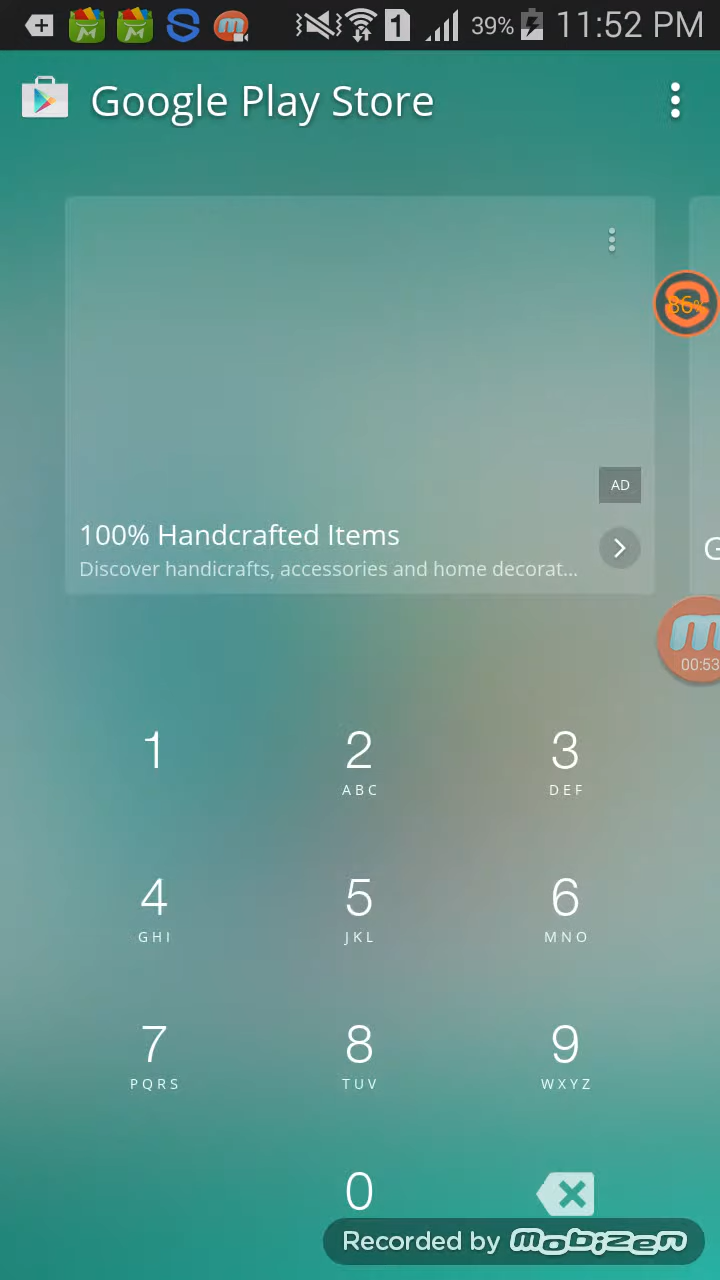 1 39% 11:52 PM
Google Play Store
86%
AD
100% Handcrafted Items
Discover handicrafts, accessories and home decorat...
G
m
00:53
1
2
3
ABC
DEF
4
5
6
GHI
JKL
MNO
7
8
9
PQRS
TUV
WXYZ
0
Recorded by mobizen